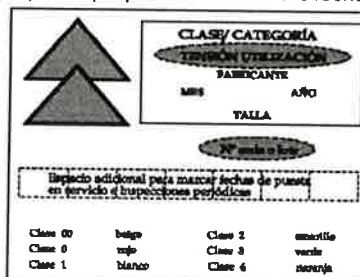 CLASE/ CATEGORÍA
TENSIÓN UTILIZACIÓN
FABRICANTE
MES AÑO
TALLA
Nº serie o lote
Espacio adicional para marcar fechas de puesta
en servicio e inspecciones periódicas
Clase 00 beige Clase 2 amarillo
Clase 0 rojo Clase 3 verde
Clase 1 blanco Clase 4 naranja